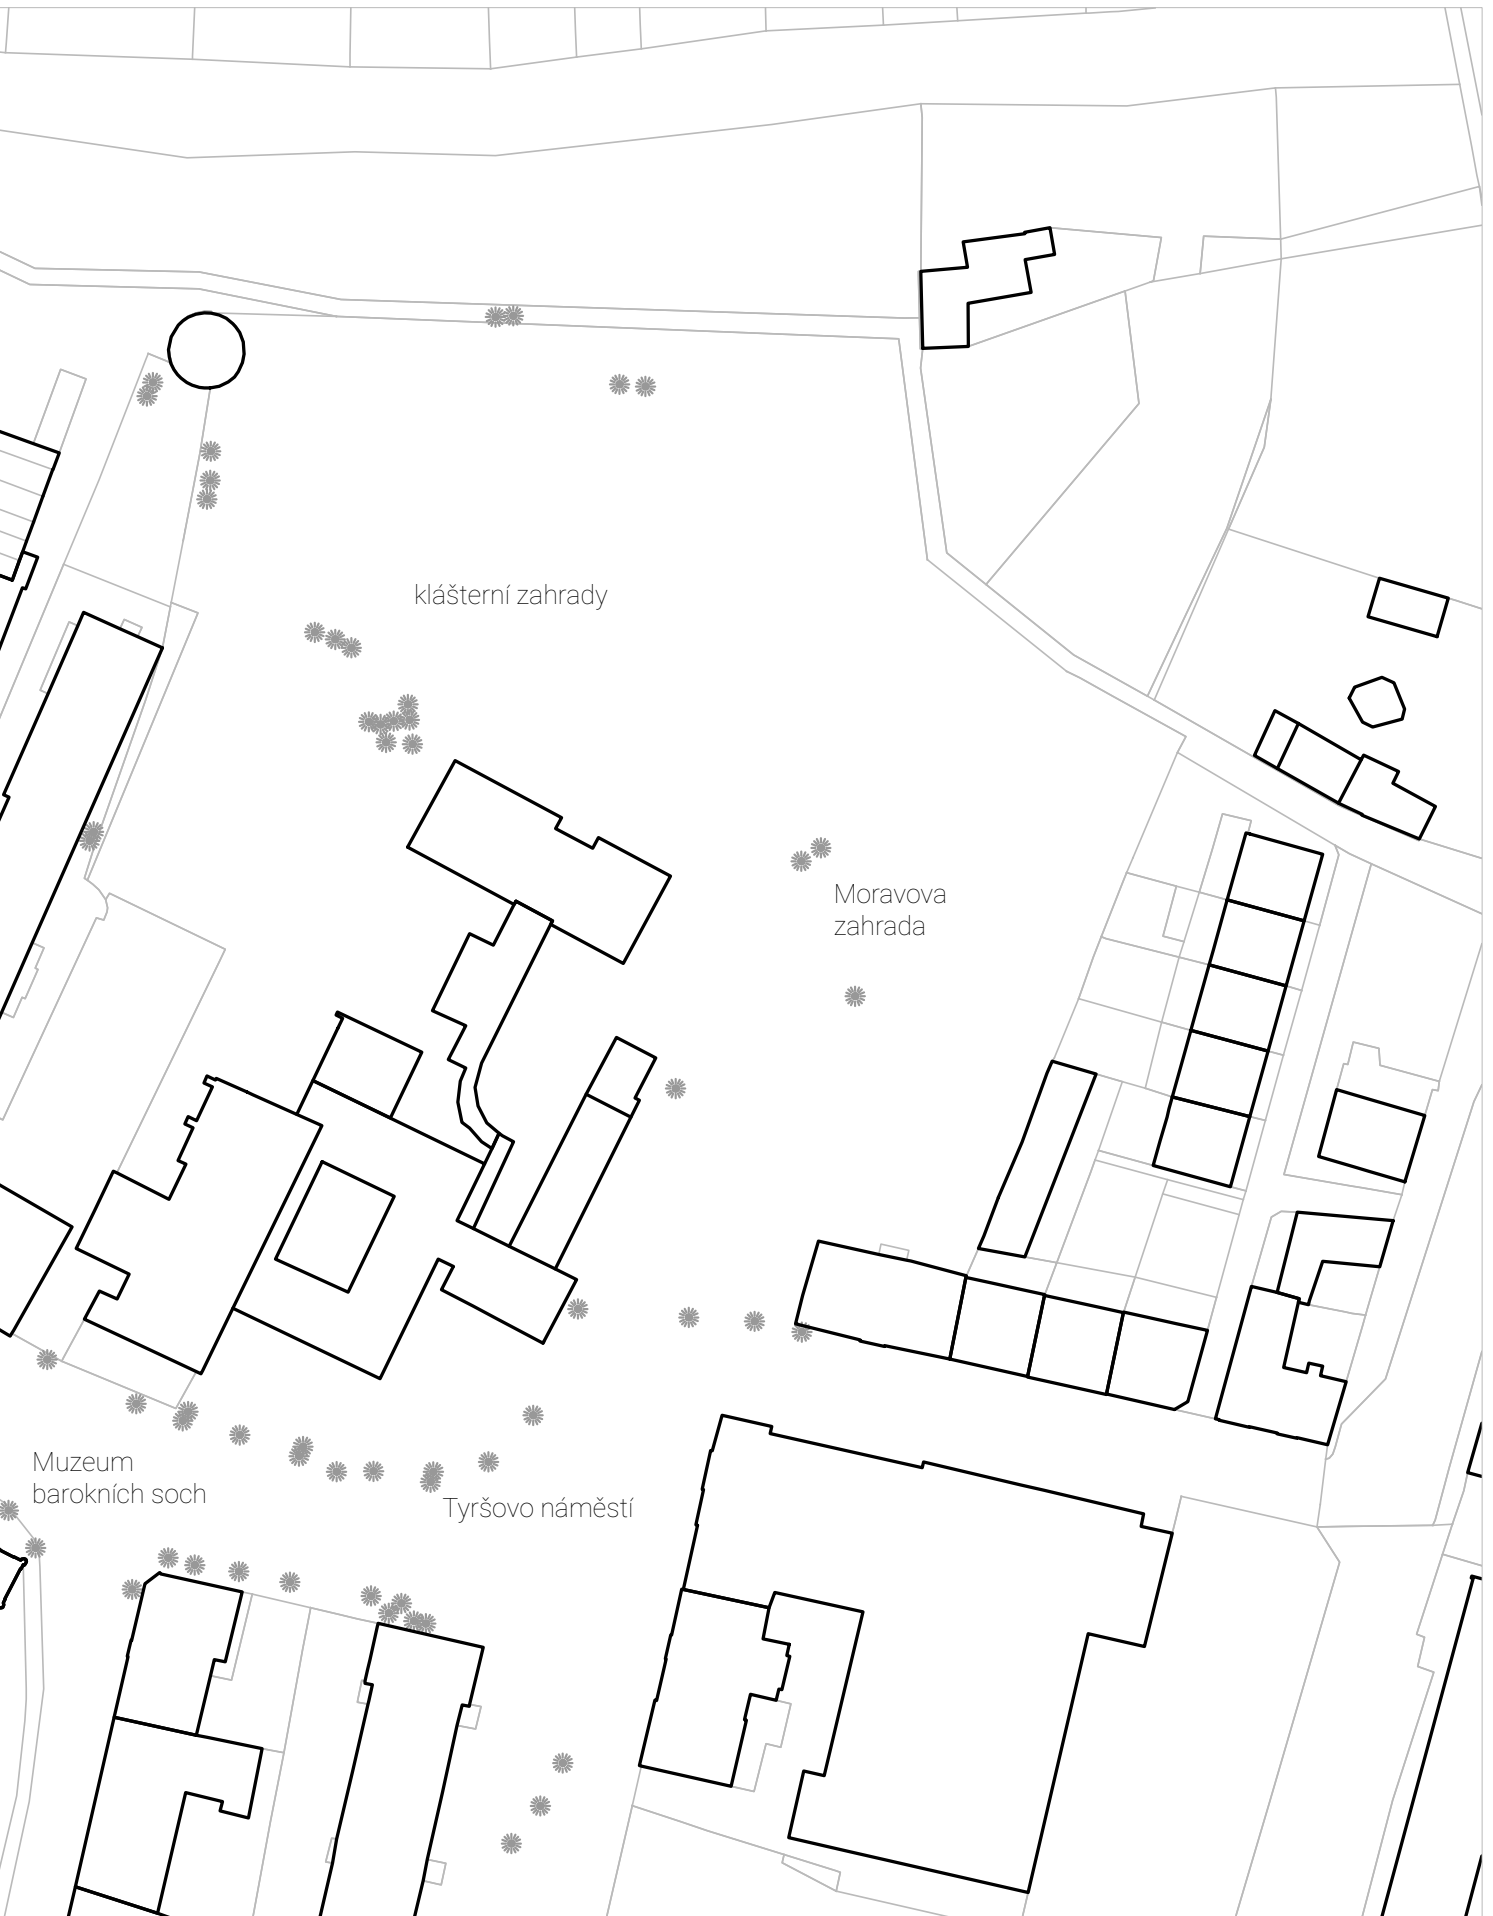 klášterní zahrady
Moravova
zahrada
Muzeum
barokních soch
Tyršovo náměstí